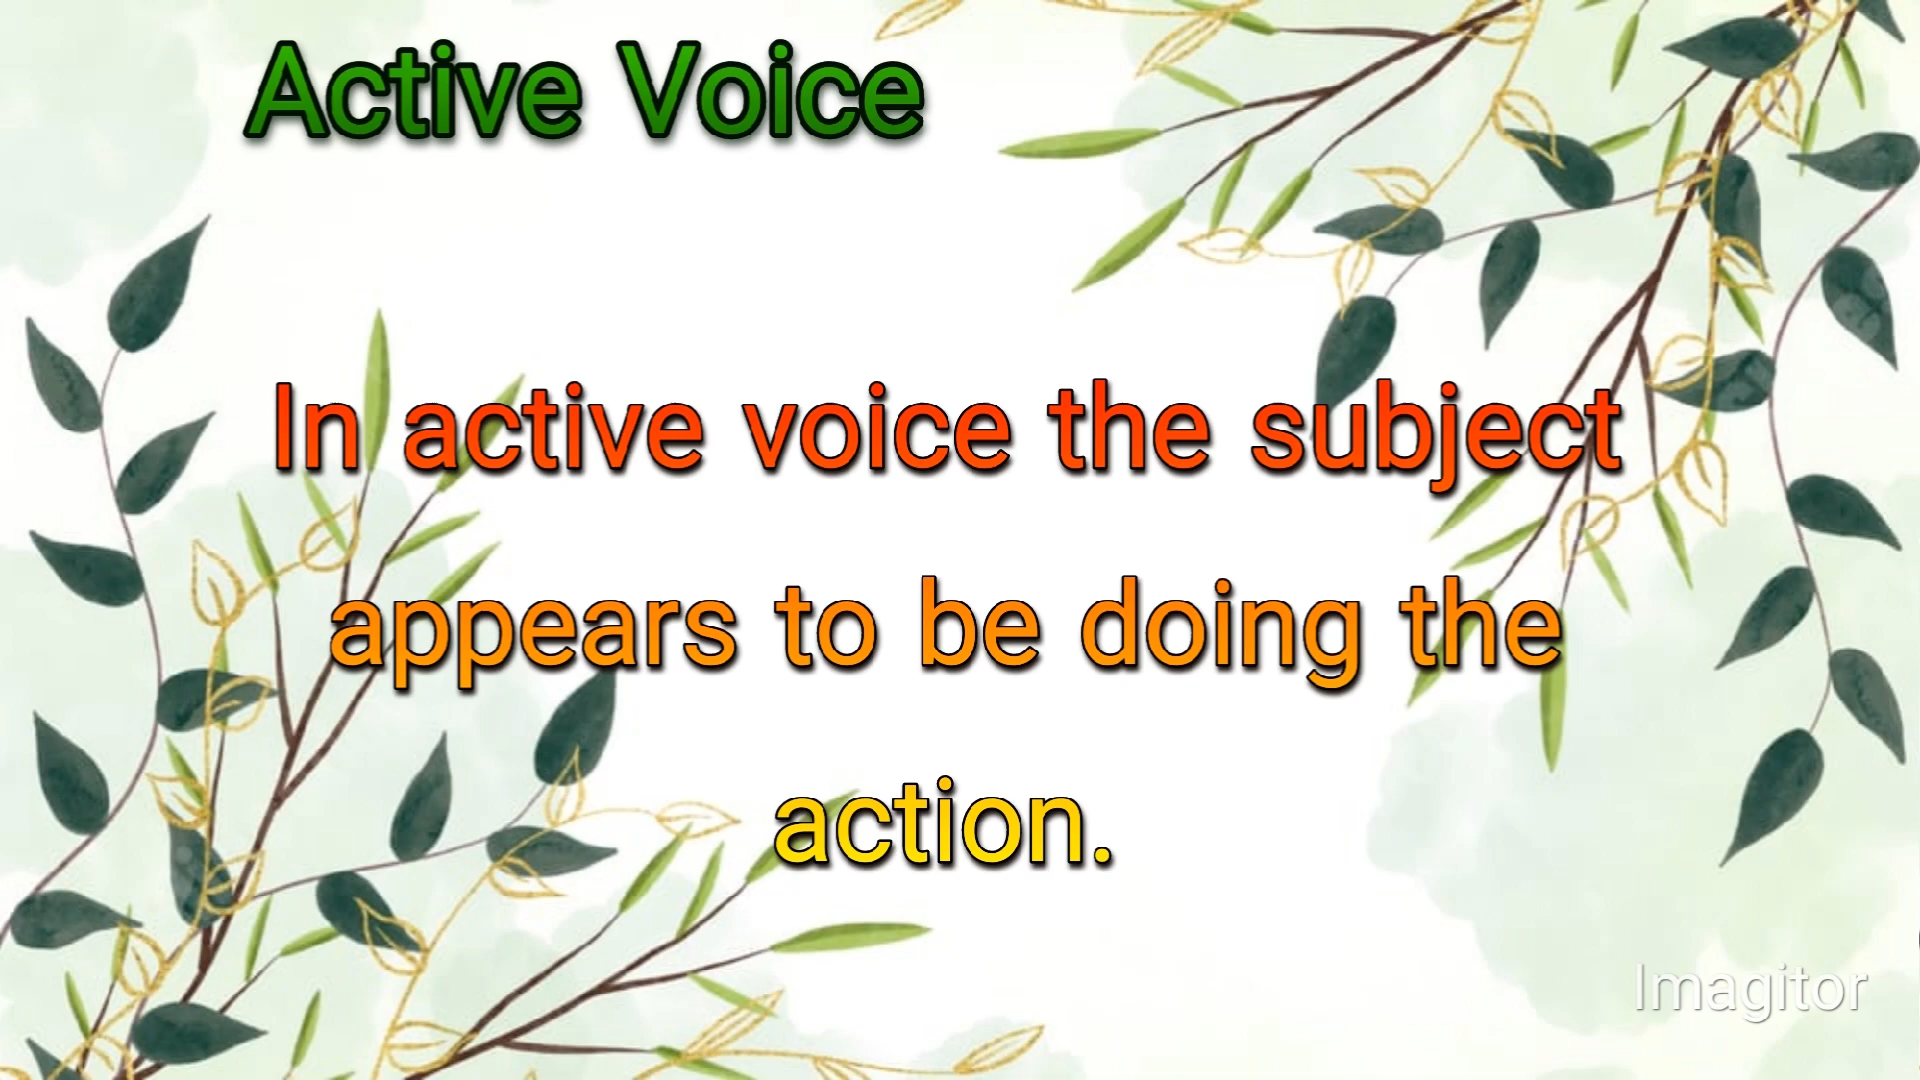 Active Voice
In active voice the subject
appears to be doing the
action.
Imagitor